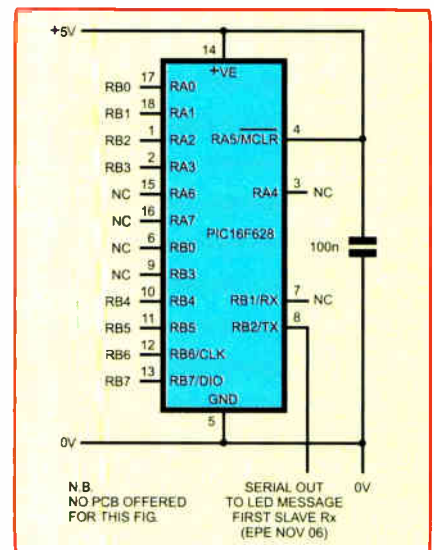 +5V
14
+VE
RB0 17 RA0
RB1 18 RA1
RB2 1 RA2 RA5/MCLR 4
RB3 2 RA3
NC 15 RA6 RA4 3 NC
NC 16 RA7
PIC16F628
NC 6 RB0
100n
NC 9 RB3
RB4 10 RB4 RB1/RX 7 NC
RB5 11 RB5 RB2/TX 8
RB6 12 RB6/CLK
RB7 13 RB7/DIO
GND
5
0V
N.B. SERIAL OUT 0V
NO PCB OFFERED TO LED MESSAGE
FOR THIS FIG. FIRST SLAVE Rx
(EPE NOV 06)